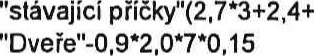 "stávající příčky"(2,7*3+2,4+
"Dveře"-0,9*2,0*7*0,15